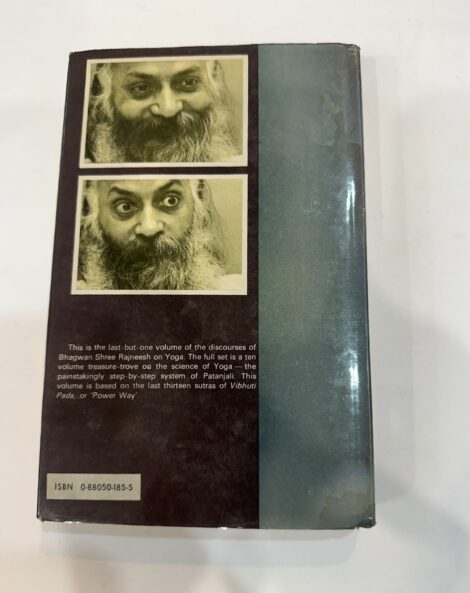 This is the last-but-one volume of the discourses of
Bhagwan Shree Rajneesh on Yoga. The full set is a ten
volume treasure-trove on the science of Yoga — the
painstakingly step-by-step system of Patanjali. This
volume is based on the last thirteen sutras of Vibhuti
Pada, or 'Power Way'.
ISBN 0-88050-185-5